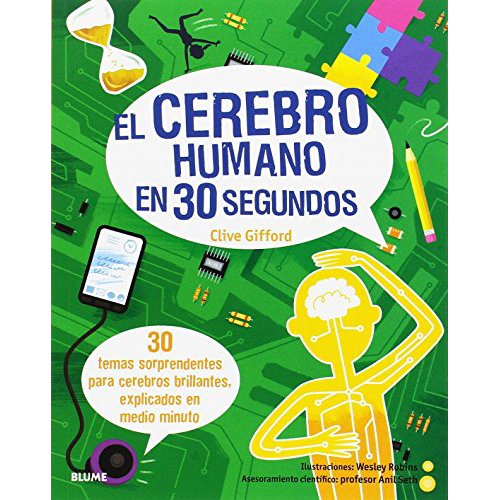 EL CEREBRO
HUMANO
EN 30 SEGUNDOS
Clive Gifford
30
temas sorprendentes
para cerebros brillantes,
explicados en
medio minuto
Ilustraciones: Wesley Robins
Asesoramiento científico: profesor Anil Seth
BLUME